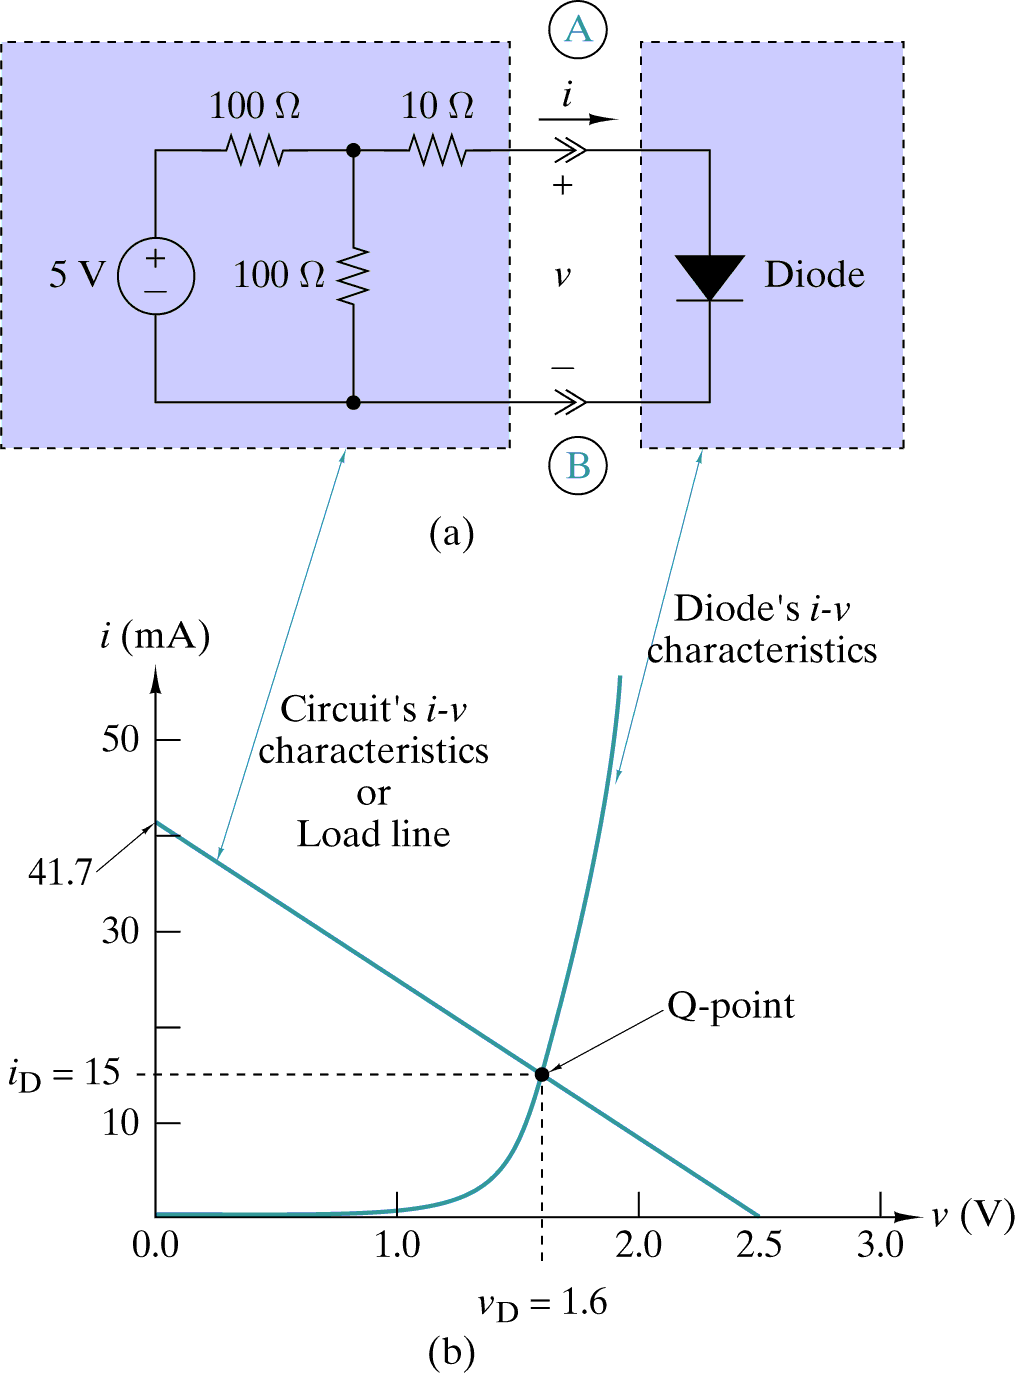 A
100 Ω
10 Ω
i
+
5 V
+
−
100 Ω
v
Diode
−
B
(a)
Diode's i-v
characteristics
i (mA)
Circuit's i-v
characteristics
or
Load line
50
41.7
30
Q-point
iD = 15
10
0.0
1.0
2.0
2.5
3.0
v (V)
vD = 1.6
(b)